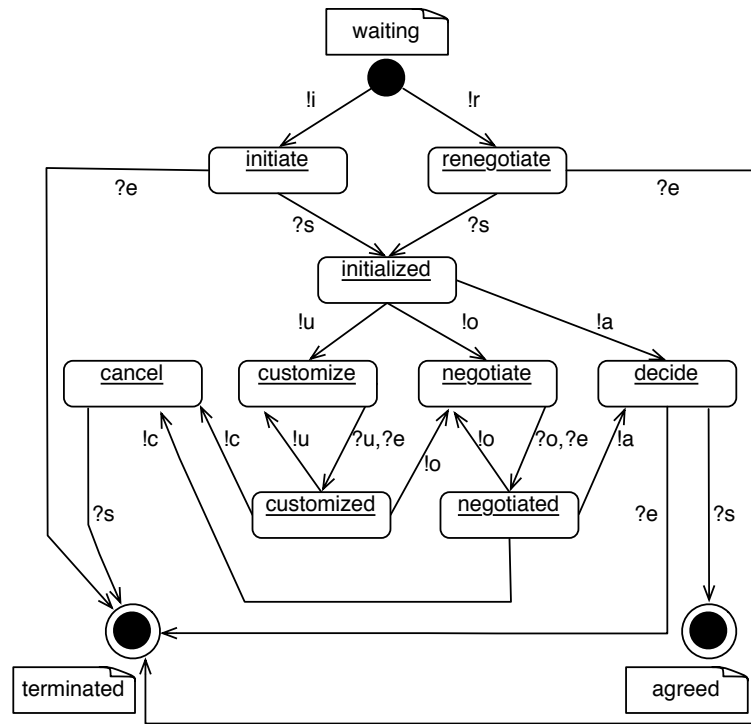 waiting
!i
!r
initiate
renegotiate
?e
?e
?s
?s
initialized
!u
!o
!a
cancel
customize
negotiate
decide
!c
!c
!u
?u,?e
!o
!o
?o,?e
!a
customized
negotiated
?s
?e
?s
terminated
agreed